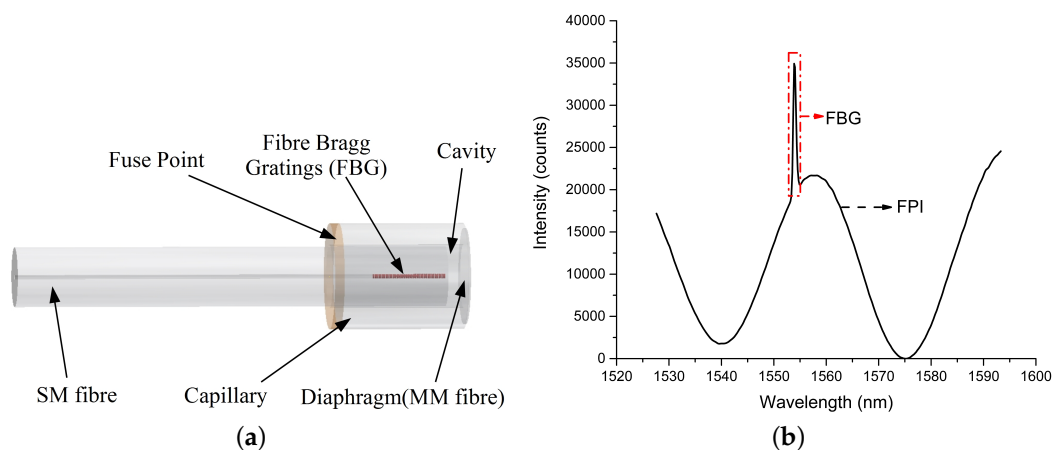 Fuse Point
Fibre Bragg
Gratings (FBG)
Cavity
SM fibre
Capillary
Diaphragm(MM fibre)
(a)
40000
35000
30000
25000
20000
15000
10000
5000
0
Intensity (counts)
FBG
FPI
1520 1530 1540 1550 1560 1570 1580 1590 1600
Wavelength (nm)
(b)